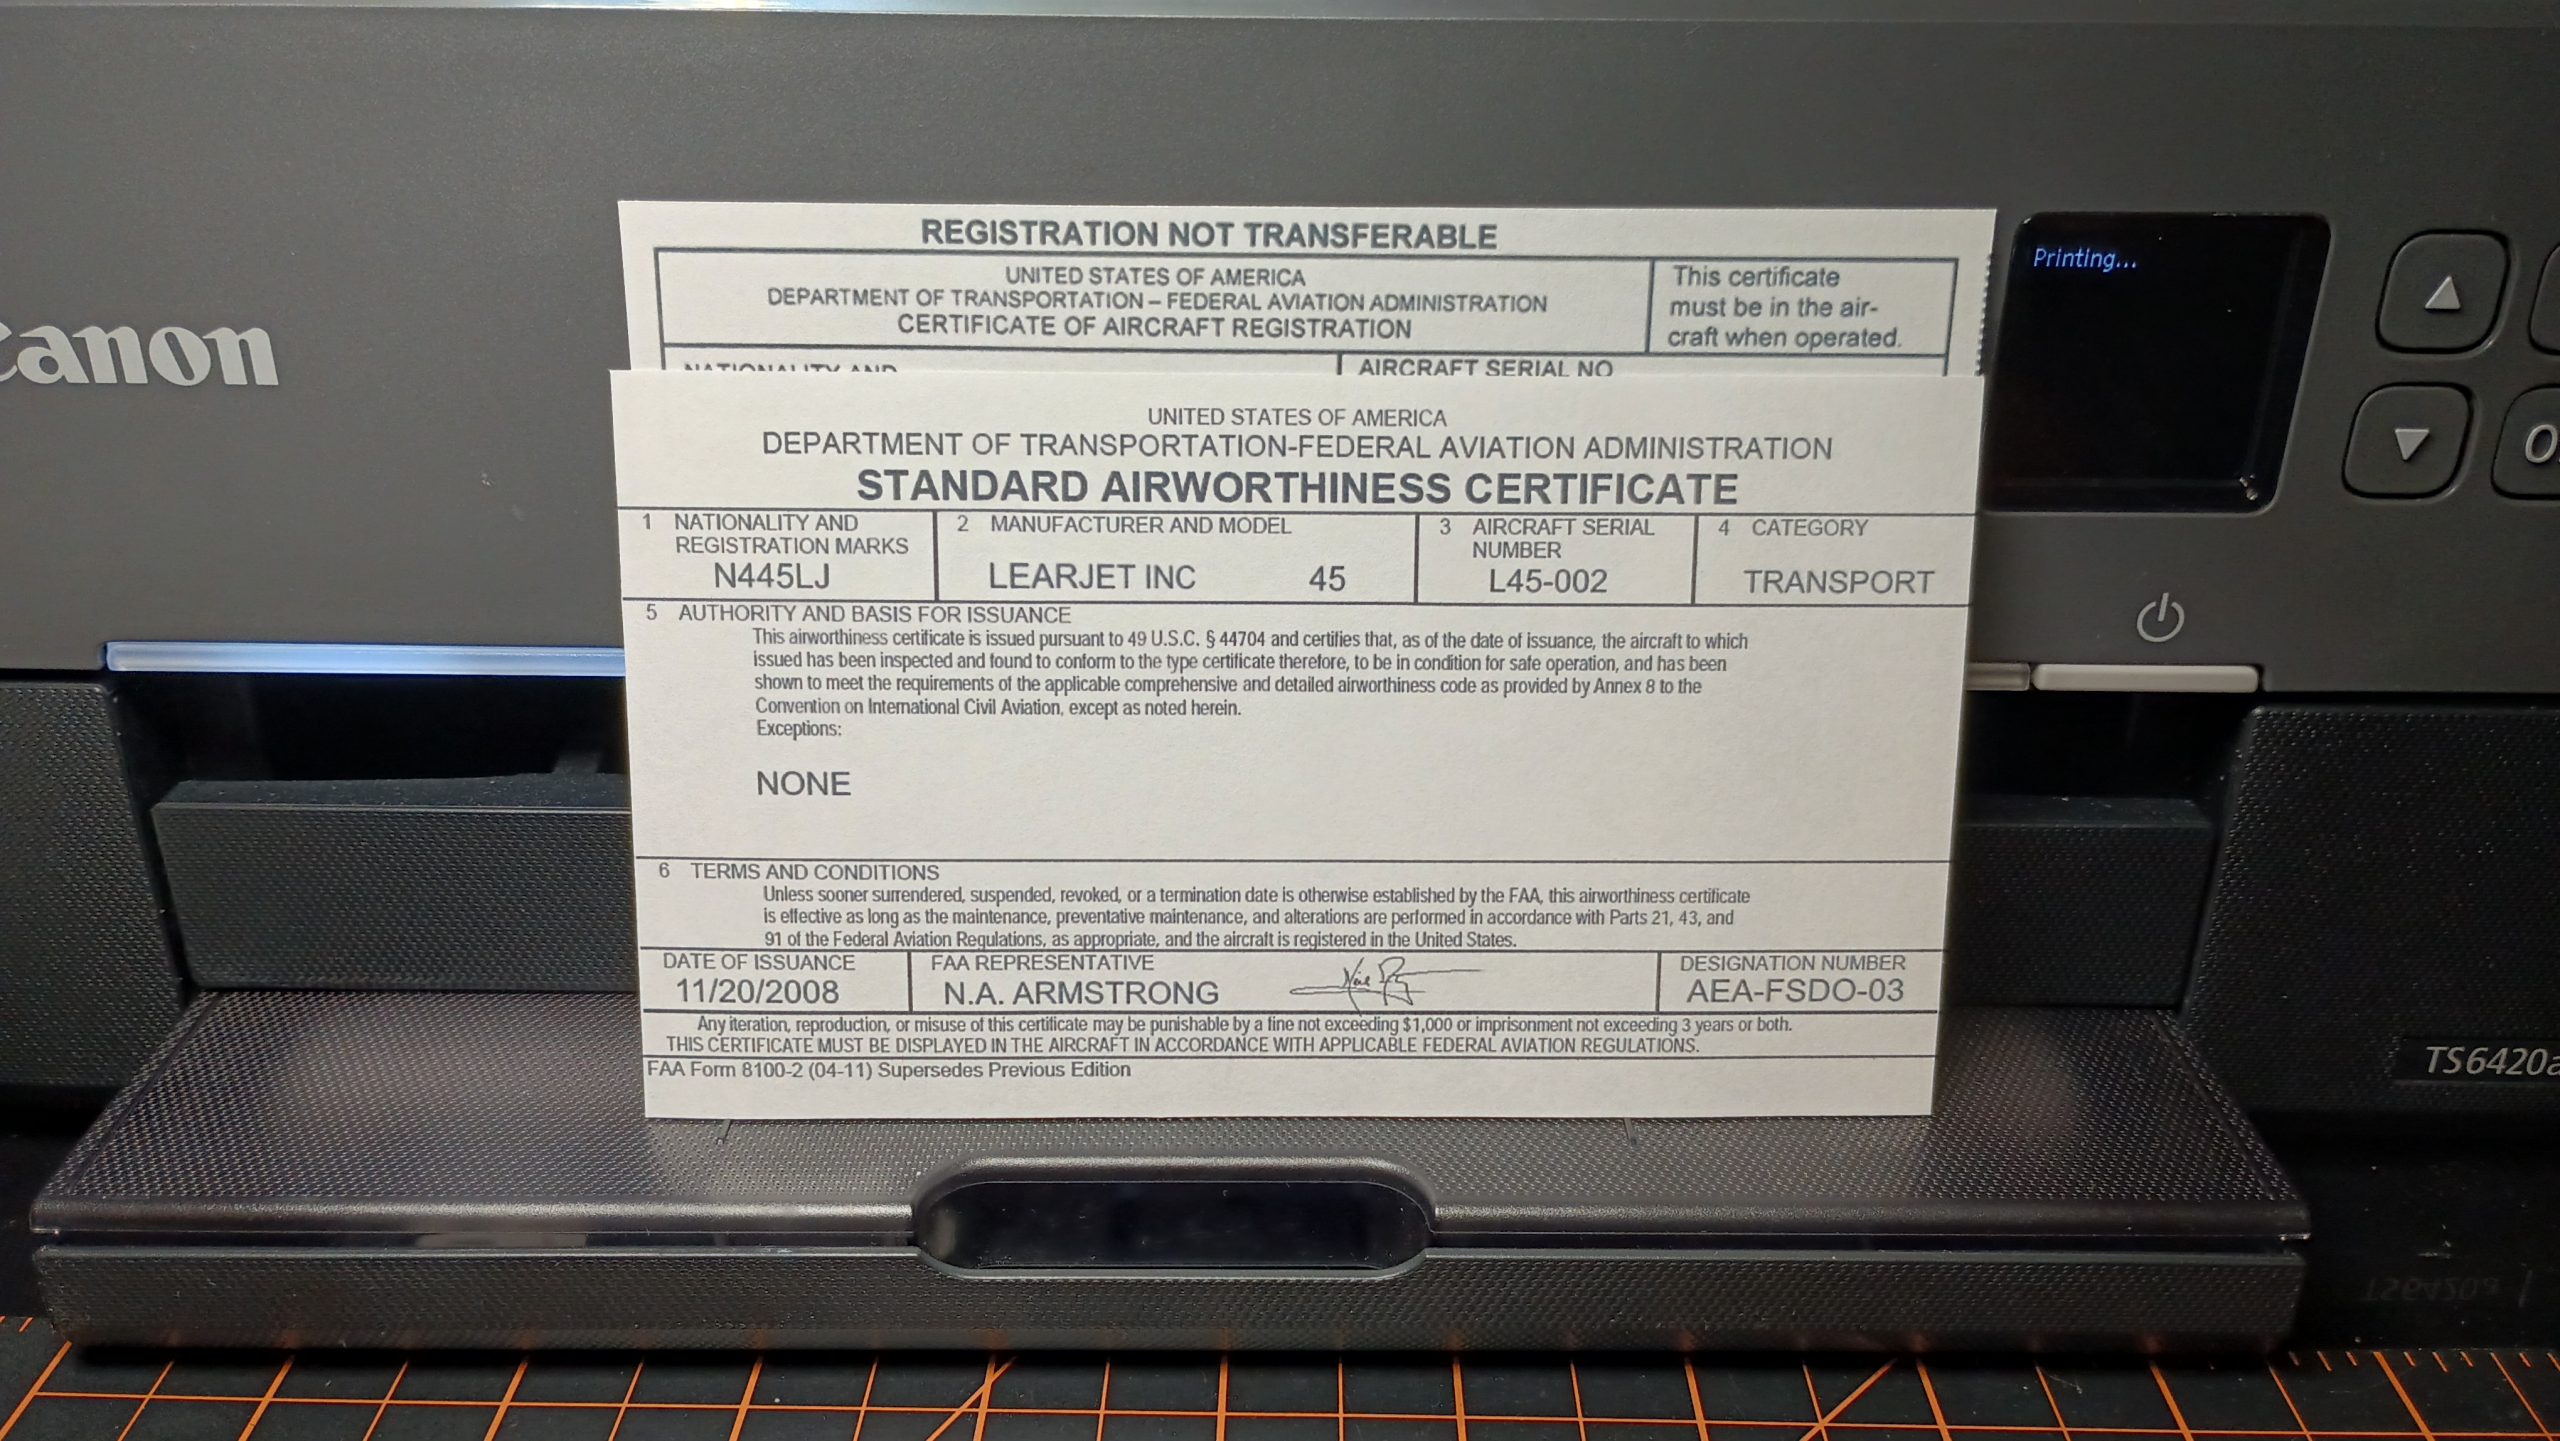 REGISTRATION NOT TRANSFERABLE
UNITED STATES OF AMERICA
DEPARTMENT OF TRANSPORTATION – FEDERAL AVIATION ADMINISTRATION
CERTIFICATE OF AIRCRAFT REGISTRATION
This certificate
must be in the air-
craft when operated.
NATIONALITY AND
AIRCRAFT SERIAL NO
Printing...
canon
UNITED STATES OF AMERICA
DEPARTMENT OF TRANSPORTATION-FEDERAL AVIATION ADMINISTRATION
STANDARD AIRWORTHINESS CERTIFICATE
1 NATIONALITY AND
REGISTRATION MARKS
N445LJ
2 MANUFACTURER AND MODEL
LEARJET INC 45
3 AIRCRAFT SERIAL
NUMBER
L45-002
4 CATEGORY
TRANSPORT
5 AUTHORITY AND BASIS FOR ISSUANCE
This airworthiness certificate is issued pursuant to 49 U.S.C. § 44704 and certifies that, as of the date of issuance, the aircraft to which
issued has been inspected and found to conform to the type certificate therefore, to be in condition for safe operation, and has been
shown to meet the requirements of the applicable comprehensive and detailed airworthiness code as provided by Annex 8 to the
Convention on International Civil Aviation, except as noted herein.
Exceptions:
NONE
6 TERMS AND CONDITIONS
Unless sooner surrendered, suspended, revoked, or a termination date is otherwise established by the FAA, this airworthiness certificate
is effective as long as the maintenance, preventative maintenance, and alterations are performed in accordance with Parts 21, 43, and
91 of the Federal Aviation Regulations, as appropriate, and the aircraft is registered in the United States.
DATE OF ISSUANCE
11/20/2008
FAA REPRESENTATIVE
N.A. ARMSTRONG
DESIGNATION NUMBER
AEA-FSDO-03
Any iteration, reproduction, or misuse of this certificate may be punishable by a fine not exceeding $1,000 or imprisonment not exceeding 3 years or both.
THIS CERTIFICATE MUST BE DISPLAYED IN THE AIRCRAFT IN ACCORDANCE WITH APPLICABLE FEDERAL AVIATION REGULATIONS.
FAA Form 8100-2 (04-11) Supersedes Previous Edition
TS6420a